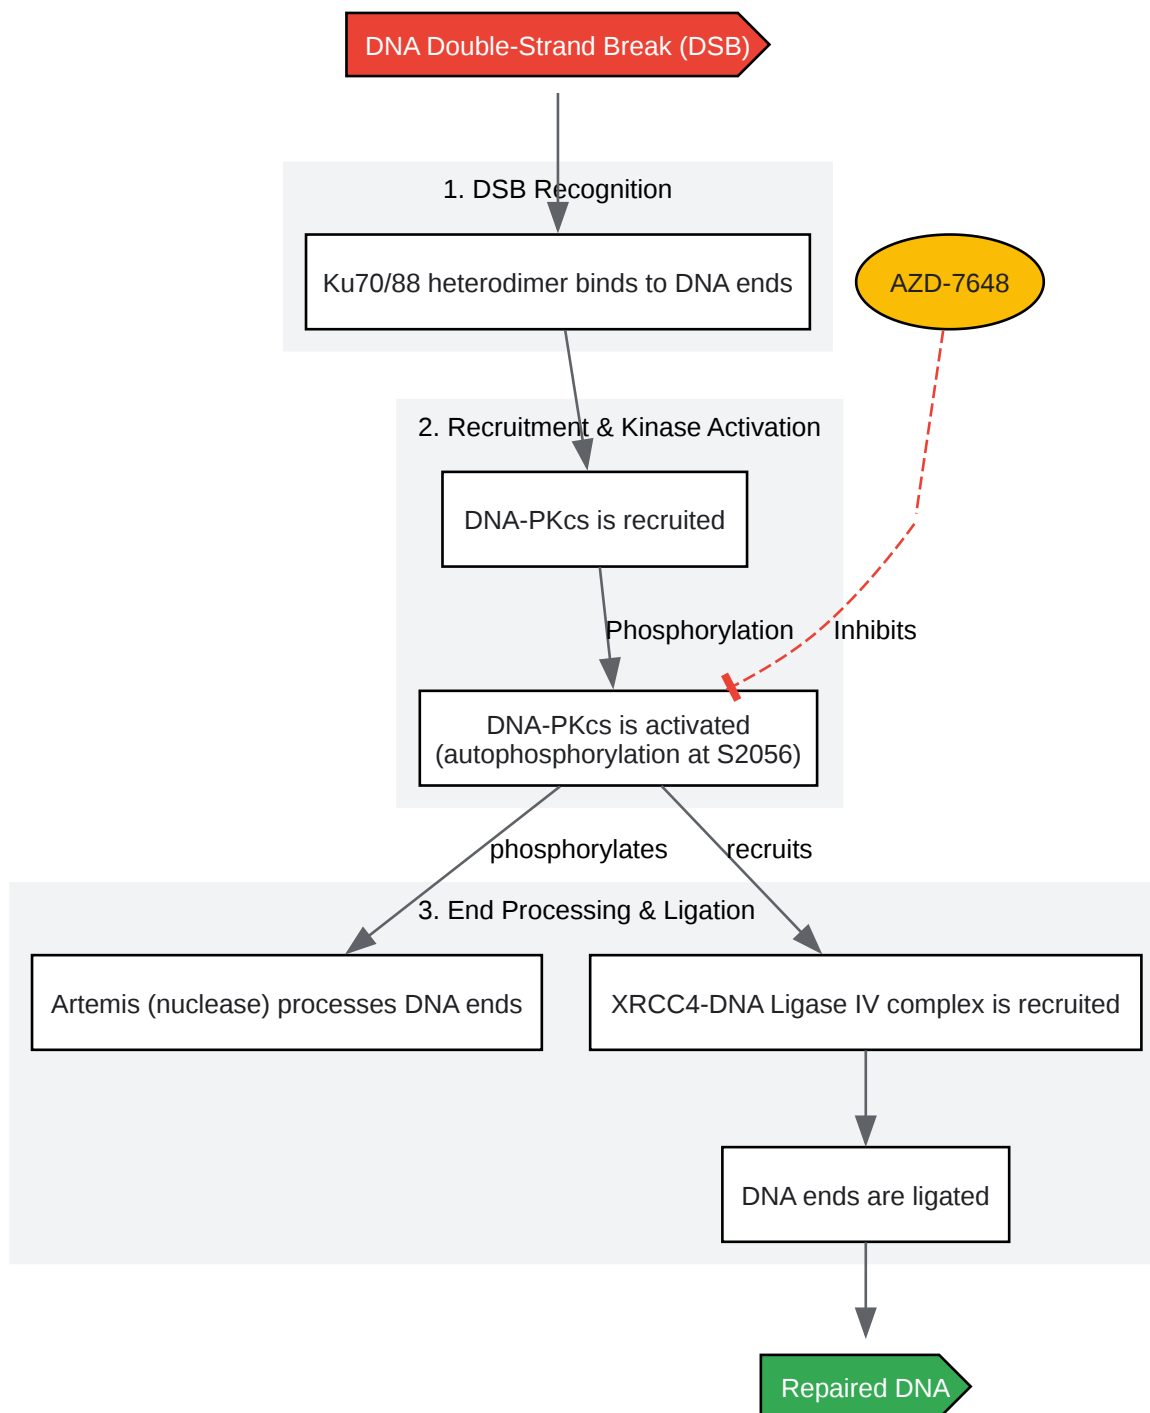 DNA Double-Strand Break (DSB)
1. DSB Recognition
Ku70/88 heterodimer binds to DNA ends
AZD-7648
2. Recruitment & Kinase Activation
DNA-PKcs is recruited
Phosphorylation
Inhibits
DNA-PKcs is activated
(autophosphorylation at S2056)
phosphorylates
recruits
3. End Processing & Ligation
Artemis (nuclease) processes DNA ends
XRCC4-DNA Ligase IV complex is recruited
DNA ends are ligated
Repaired DNA